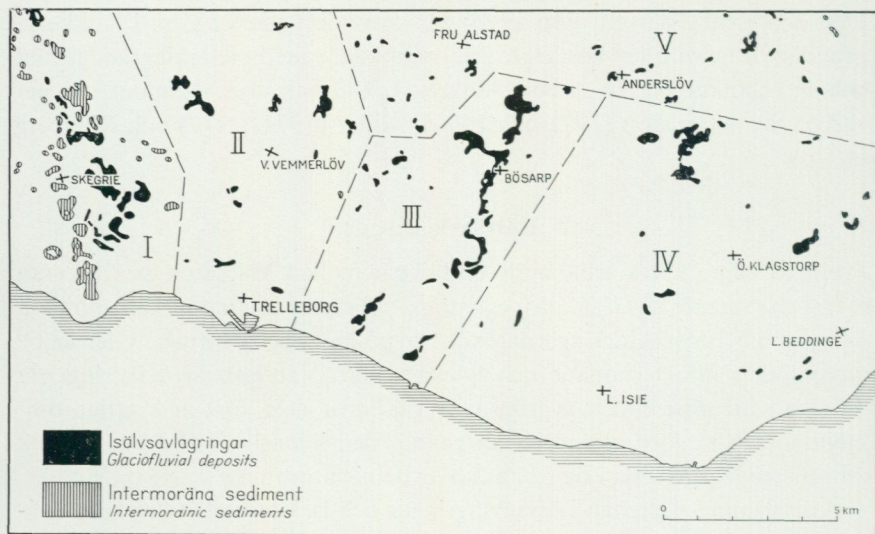 FRU ALSTAD
V
ANDERSLÖV
II
V. VEMMERLÖV
SKEGRIE
BÖSARP
III
I
IV
Ö. KLAGSTORP
TRELLEBORG
L. BEDDINGE
L. ISIE
Isälvsavlagringar
Glaciofluvial deposits
Intermoräna sediment
Intermorainic sediments
0 5 km